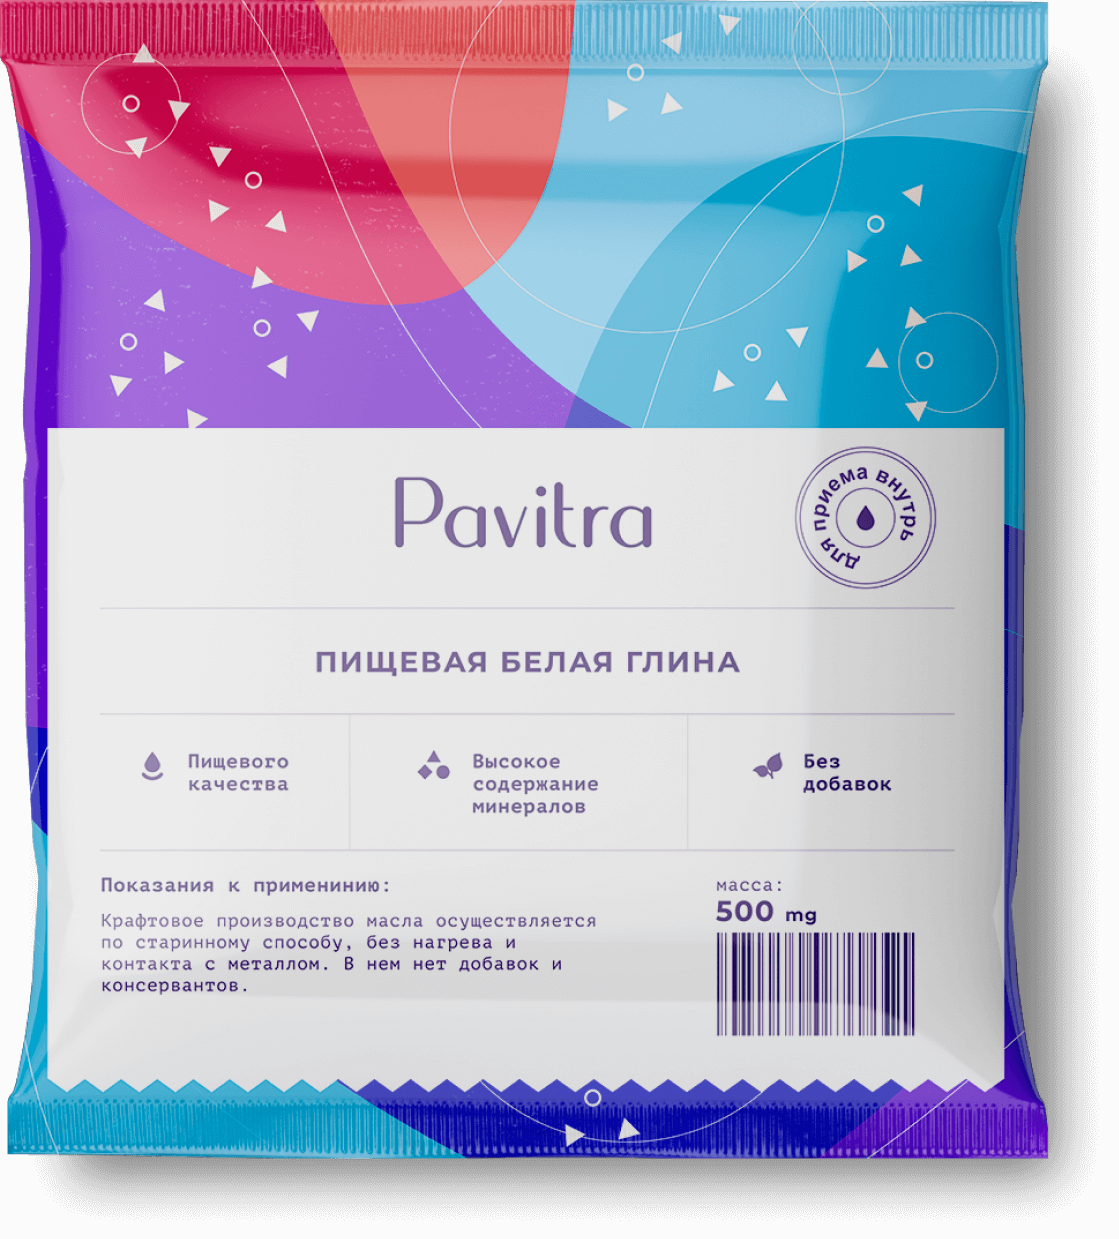 Pavitra
для приема внутрь
ПИЩЕВАЯ БЕЛАЯ ГЛИНА
Пищевого
качества
Высокое
содержание
минералов
Без
добавок
Показания к применинию:
Крафтовое производство масла осуществляется
по старинному способу, без нагрева и
контакта с металлом. В нем нет добавок и
консервантов.
масса:
500 mg